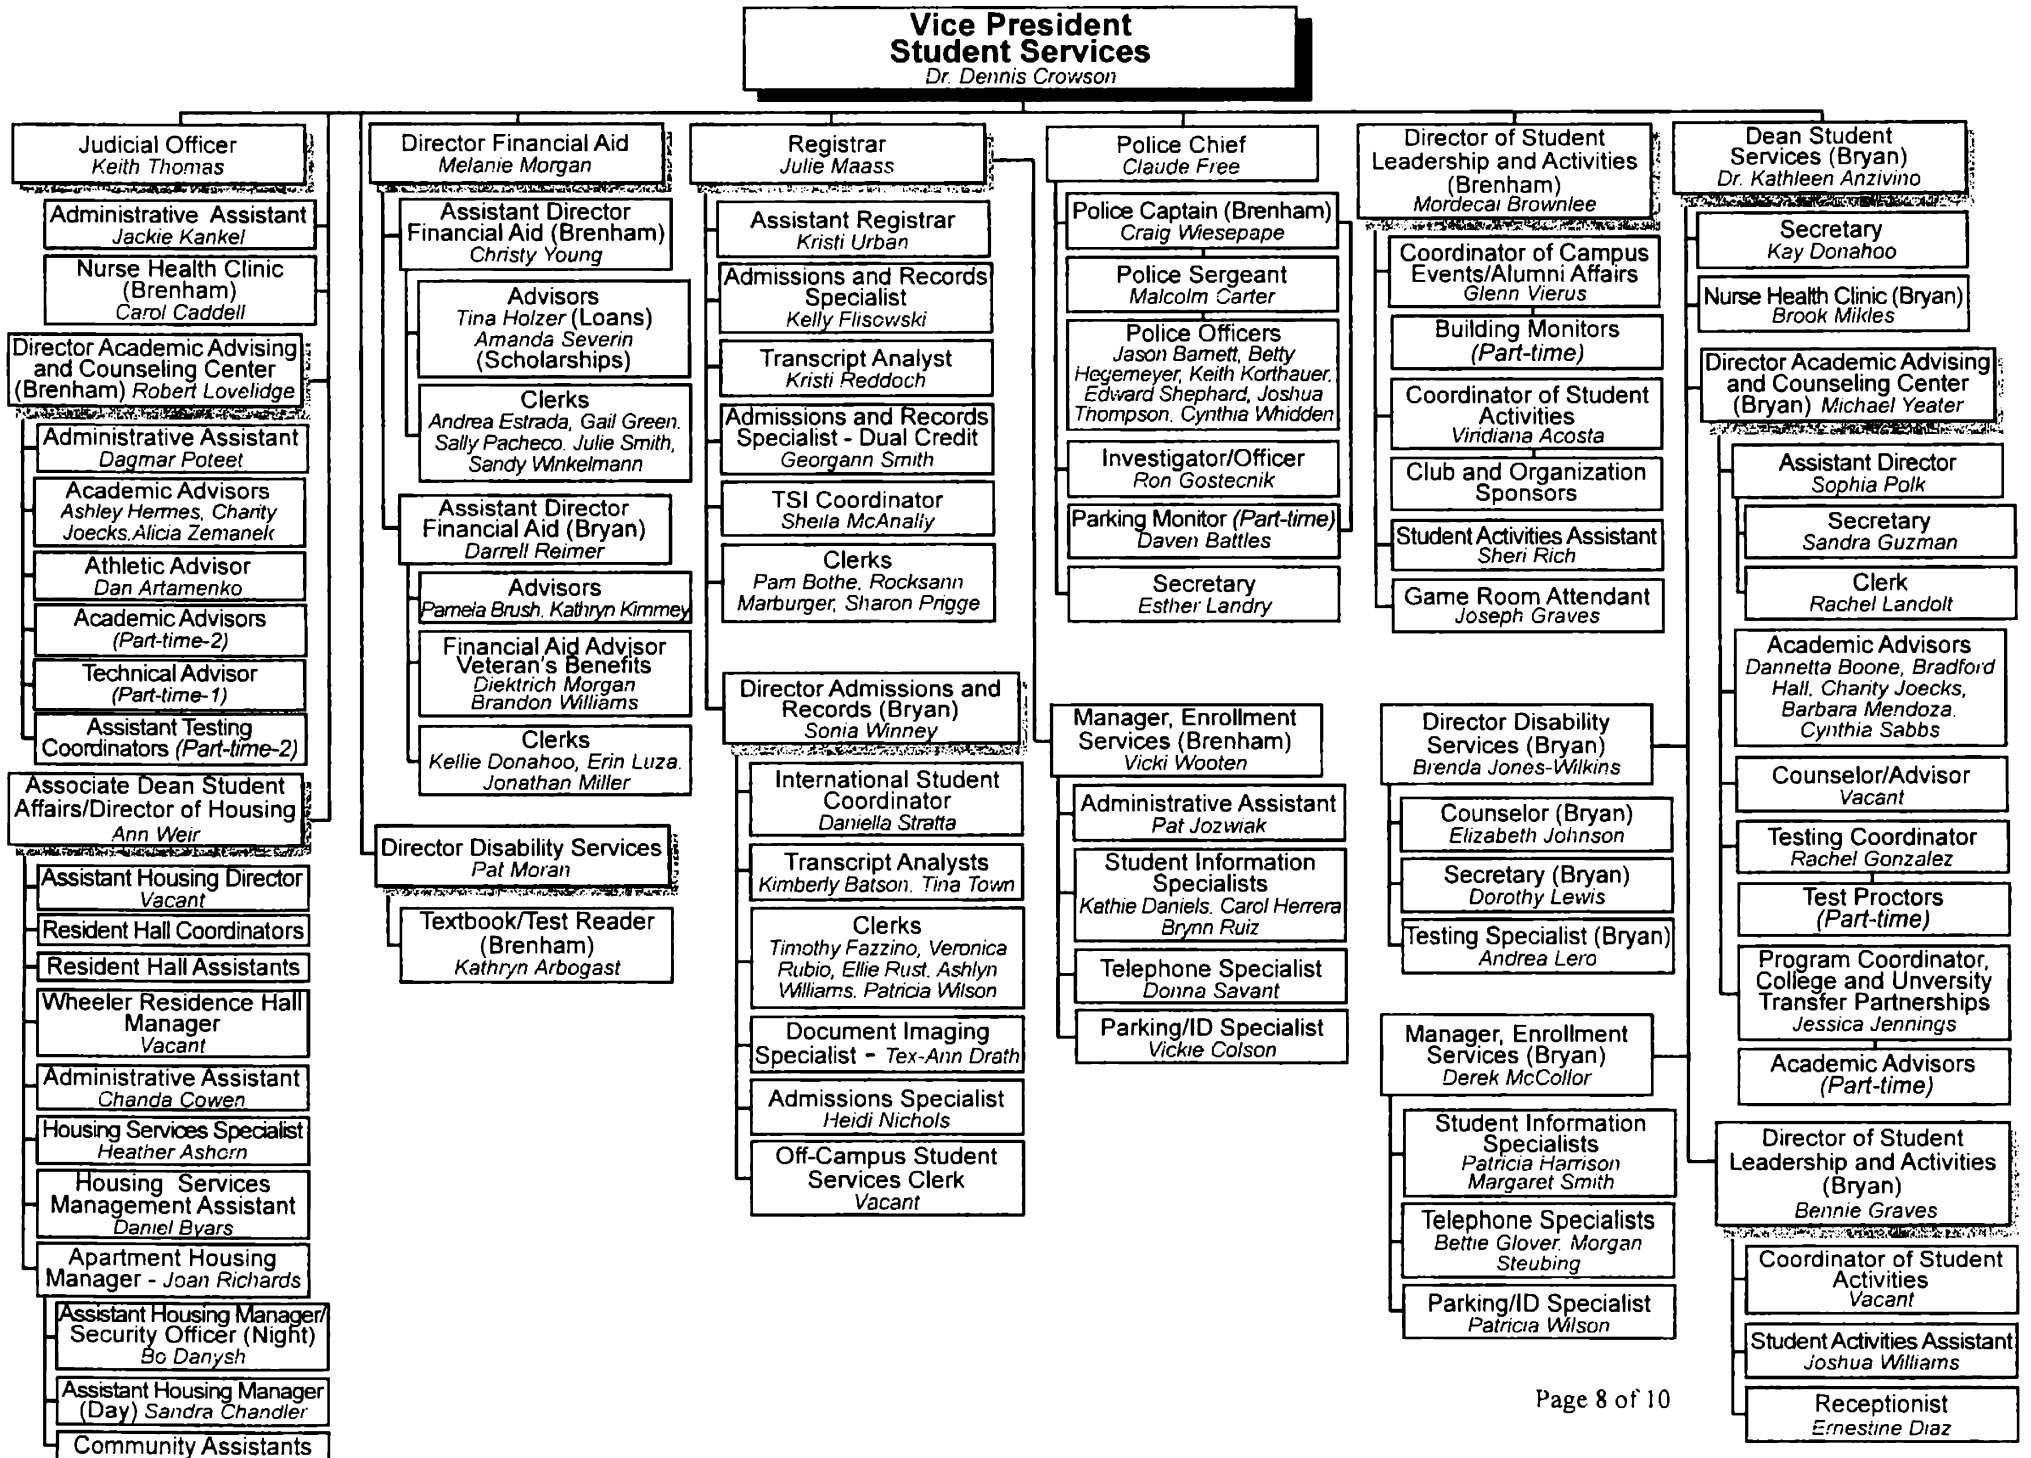 Vice President
Student Services
Dr. Dennis Crowson
Judicial Officer
Keith Thomas
Administrative Assistant
Jackie Kankel
Nurse Health Clinic
(Brenham)
Carol Caddell
Director Academic Advising
and Counseling Center
(Brenham) Robert Lovelidge
Administrative Assistant
Dagmar Poteet
Academic Advisors
Ashley Hermes, Charity
Joecks, Alicia Zemanek
Athletic Advisor
Dan Artamenko
Academic Advisors
(Part-time-2)
Technical Advisor
(Part-time-1)
Assistant Testing
Coordinators (Part-time-2)
Associate Dean Student
Affairs/Director of Housing
Ann Weir
Assistant Housing Director
Vacant
Resident Hall Coordinators
Resident Hall Assistants
Wheeler Residence Hall
Manager
Vacant
Administrative Assistant
Chanda Cowen
Housing Services Specialist
Heather Ashorn
Housing Services
Management Assistant
Daniel Byars
Apartment Housing
Manager - Joan Richards
Assistant Housing Manager/
Security Officer (Night)
Bo Danysh
Assistant Housing Manager
(Day) Sandra Chandler
Community Assistants
Director Financial Aid
Melanie Morgan
Assistant Director
Financial Aid (Brenham)
Christy Young
Advisors
Tina Holzer (Loans)
Amanda Severin
(Scholarships)
Clerks
Andrea Estrada, Gail Green,
Sally Pacheco, Julie Smith,
Sandy Winkelmann
Assistant Director
Financial Aid (Bryan)
Darrell Reimer
Advisors
Pamela Brush, Kathryn Kimmey
Financial Aid Advisor
Veteran's Benefits
Diektrich Morgan
Brandon Williams
Clerks
Kellie Donahoo, Erin Luza,
Jonathan Miller
Director Disability Services
Pat Moran
Textbook/Test Reader
(Brenham)
Kathryn Arbogast
Registrar
Julie Maass
Assistant Registrar
Kristi Urban
Admissions and Records
Specialist
Kelly Flisowski
Transcript Analyst
Kristi Reddoch
Admissions and Records
Specialist - Dual Credit
Georgann Smith
TSI Coordinator
Sheila McAnally
Clerks
Pam Bothe, Rocksann
Marburger, Sharon Prigge
Director Admissions and
Records (Bryan)
Sonia Winney
International Student
Coordinator
Daniella Stratta
Transcript Analysts
Kimberly Batson, Tina Town
Clerks
Timothy Fazzino, Veronica
Rubio, Ellie Rust, Ashlyn
Williams, Patricia Wilson
Document Imaging
Specialist - Tex-Ann Drath
Admissions Specialist
Heidi Nichols
Off-Campus Student
Services Clerk
Vacant
Police Chief
Claude Free
Police Captain (Brenham)
Craig Wiesepape
Police Sergeant
Malcolm Carter
Police Officers
Jason Barnett, Betty
Hegemeyer, Keith Korthauer,
Edward Shephard, Joshua
Thompson, Cynthia Whidden
Investigator/Officer
Ron Gostecnik
Parking Monitor (Part-time)
Daven Battles
Secretary
Esther Landry
Manager, Enrollment
Services (Brenham)
Vicki Wooten
Administrative Assistant
Pat Jozwiak
Student Information
Specialists
Kathie Daniels, Carol Herrera
Brynn Ruiz
Telephone Specialist
Donna Savant
Parking/ID Specialist
Vickie Colson
Director of Student
Leadership and Activities
(Brenham)
Mordecai Brownlee
Coordinator of Campus
Events/Alumni Affairs
Glenn Vierus
Building Monitors
(Part-time)
Coordinator of Student
Activities
Viridiana Acosta
Club and Organization
Sponsors
Student Activities Assistant
Sheri Rich
Game Room Attendant
Joseph Graves
Director Disability
Services (Bryan)
Brenda Jones-Wilkins
Counselor (Bryan)
Elizabeth Johnson
Secretary (Bryan)
Dorothy Lewis
Testing Specialist (Bryan)
Andrea Lero
Manager, Enrollment
Services (Bryan)
Derek McCollor
Student Information
Specialists
Patricia Harrison
Margaret Smith
Telephone Specialists
Bettie Glover, Morgan
Steubing
Parking/ID Specialist
Patricia Wilson
Dean Student
Services (Bryan)
Dr. Kathleen Anzivino
Secretary
Kay Donahoo
Nurse Health Clinic (Bryan)
Brook Mikles
Director Academic Advising
and Counseling Center
(Bryan) Michael Yeater
Assistant Director
Sophia Polk
Secretary
Sandra Guzman
Clerk
Rachel Landolt
Academic Advisors
Dannetta Boone, Bradford
Hall, Charity Joecks,
Barbara Mendoza,
Cynthia Sabbs
Counselor/Advisor
Vacant
Testing Coordinator
Rachel Gonzalez
Test Proctors
(Part-time)
Program Coordinator,
College and Unversity
Transfer Partnerships
Jessica Jennings
Academic Advisors
(Part-time)
Director of Student
Leadership and Activities
(Bryan)
Bennie Graves
Coordinator of Student
Activities
Vacant
Student Activities Assistant
Joshua Williams
Receptionist
Ernestine Diaz
Page 8 of 10